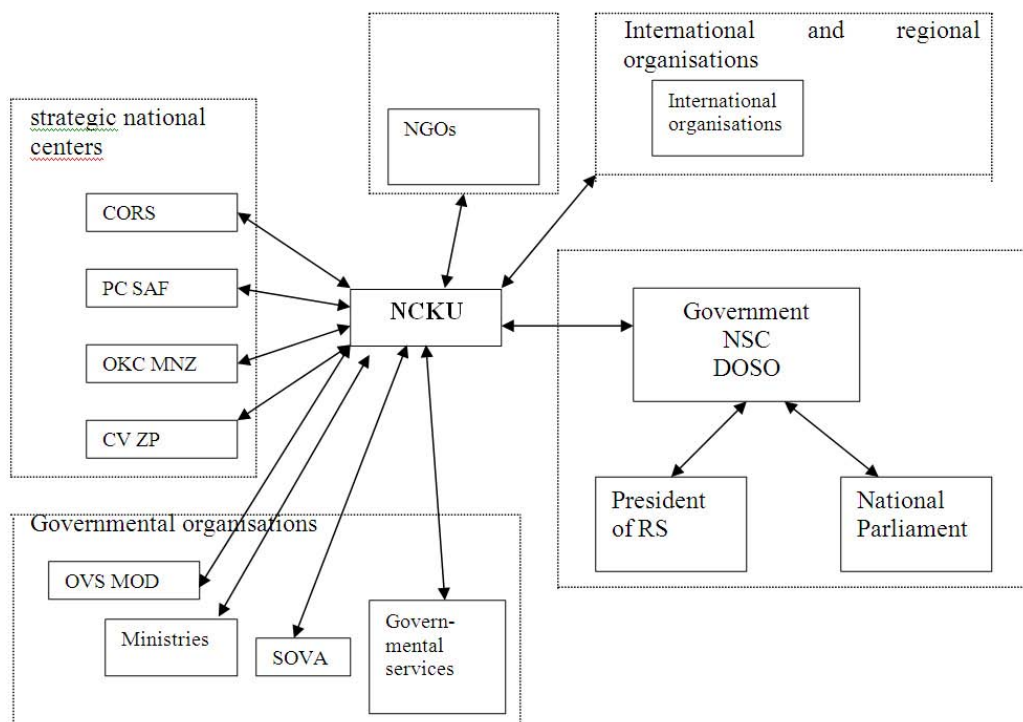 International and regional
organisations
International
organisations
NGOs
strategic national
centers
CORS
PC SAF
OKC MNZ
CV ZP
NCKU
Government
NSC
DOSO
President
of RS
National
Parliament
Governmental organisations
OVS MOD
Ministries
SOVA
Govern-
mental
services